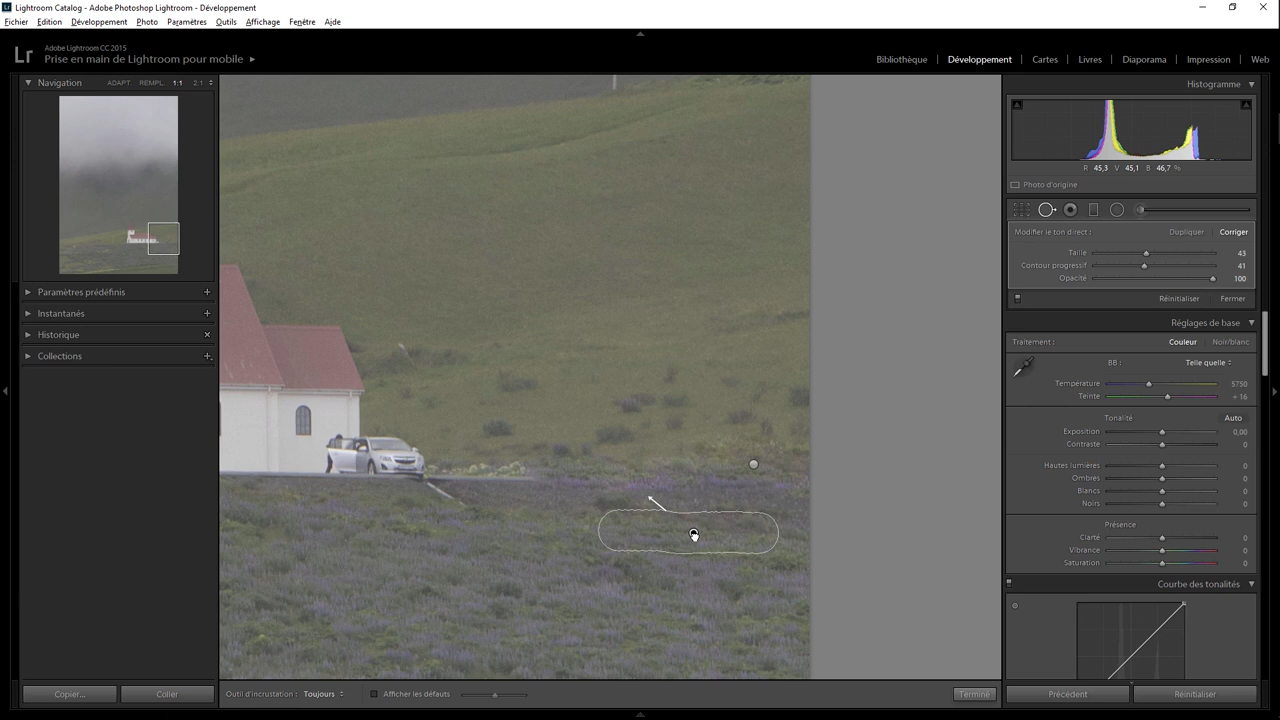 Lightroom Catalog - Adobe Photoshop Lightroom - Développement
Fichier Edition Développement Photo Paramètres Outils Affichage Fenêtre Aide
Lr
Adobe Lightroom CC 2015
Prise en main de Lightroom pour mobile
Bibliothèque Développement Cartes Livres Diaporama Impression Web
Navigation ADAPT. REMPL. 1:1 2:1
Paramètres prédéfinis
Instantanés
Historique
Collections
Copier... Coller
Outil d'incrustation : Toujours Afficher les défauts Terminé
Histogramme
R 45,3 V 45,1 B 46,7 %
Photo d'origine
Modifier le ton direct : Dupliquer Corriger
Taille 43
Contour progressif 41
Opacité 100
Réinitialiser Fermer
Réglages de base
Traitement : Couleur Noir/blanc
BB : Telle quelle
Température 5750
Teinte + 16
Tonalité Auto
Exposition 0,00
Contraste 0
Hautes lumières 0
Ombres 0
Blancs 0
Noirs 0
Présence
Clarté 0
Vibrance 0
Saturation 0
Courbe des tonalités
Précédent Réinitialiser